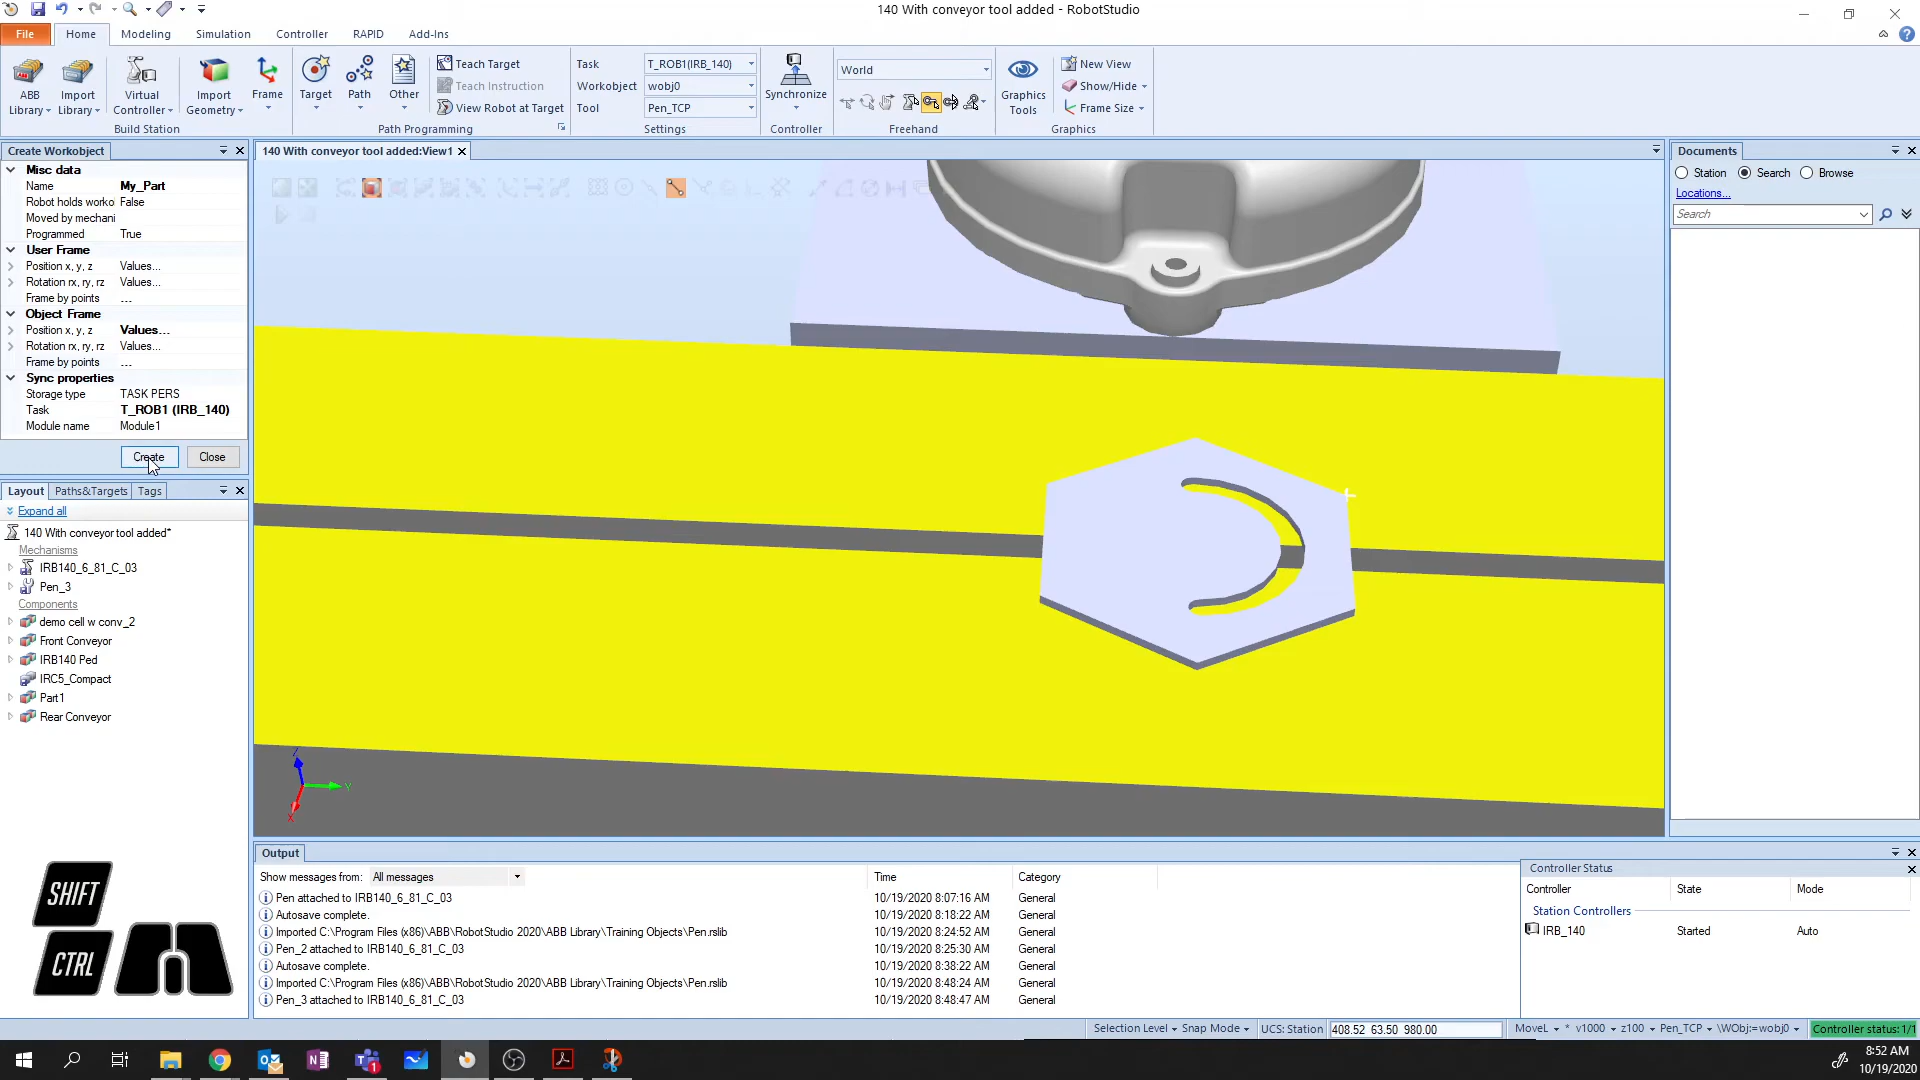 140 With conveyor tool added - RobotStudio
File Home Modeling Simulation Controller RAPID Add-Ins
ABB Library
Import Library
Virtual Controller
Import Geometry
Frame
Build Station
Target
Path
Other
Teach Target
Teach Instruction
View Robot at Target
Path Programming
Task T_ROB1(IRB_140)
Workobject wobj0
Tool Pen_TCP
Settings
Synchronize
Controller
World
Freehand
Graphics Tools
New View
Show/Hide
Frame Size
Graphics
Create Workobject
Misc data
Name My_Part
Robot holds worko False
Moved by mechani
Programmed True
User Frame
Position x, y, z Values...
Rotation rx, ry, rz Values...
Frame by points ...
Object Frame
Position x, y, z Values...
Rotation rx, ry, rz Values...
Frame by points ...
Sync properties
Storage type TASK PERS
Task T_ROB1 (IRB_140)
Module name Module1
Create Close
Layout Paths&Targets Tags
Expand all
140 With conveyor tool added*
Mechanisms
IRB140_6_81_C_03
Pen_3
Components
demo cell w conv_2
Front Conveyor
IRB140 Ped
IRC5_Compact
Part1
Rear Conveyor
SHIFT
CTRL
140 With conveyor tool added:View1
Z
Y
X
Documents
Station Search Browse
Locations...
Search
Output
Show messages from: All messages Time Category
Pen attached to IRB140_6_81_C_03 10/19/2020 8:07:16 AM General
Autosave complete. 10/19/2020 8:18:22 AM General
Imported C:\Program Files (x86)\ABB\RobotStudio 2020\ABB Library\Training Objects\Pen.rslib 10/19/2020 8:24:52 AM General
Pen_2 attached to IRB140_6_81_C_03 10/19/2020 8:25:30 AM General
Autosave complete. 10/19/2020 8:38:22 AM General
Imported C:\Program Files (x86)\ABB\RobotStudio 2020\ABB Library\Training Objects\Pen.rslib 10/19/2020 8:48:24 AM General
Pen_3 attached to IRB140_6_81_C_03 10/19/2020 8:48:47 AM General
Controller Status
Controller State Mode
Station Controllers
IRB_140 Started Auto
Selection Level Snap Mode UCS: Station 408.52 63.50 980.00 MoveL * v1000 z100 Pen_TCP \WObj:=wobj0 Controller status: 1/1
8:52 AM
10/19/2020